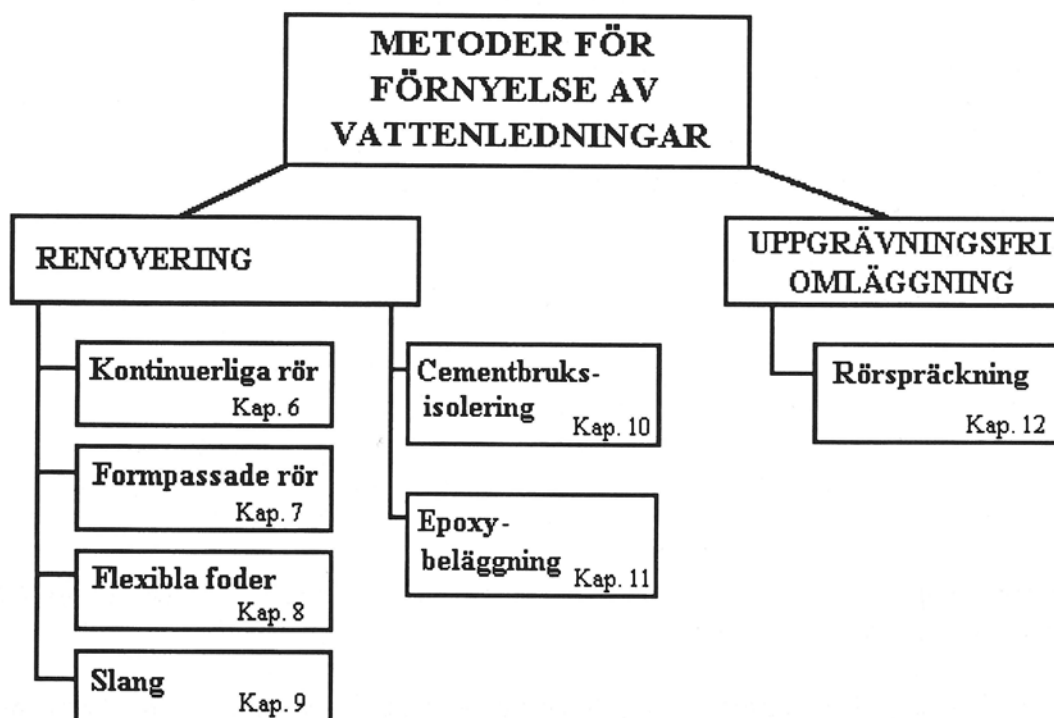 METODER FÖR
FÖRNYELSE AV
VATTENLEDNINGAR
RENOVERING
Kontinuerliga rör
Kap. 6
Formpassade rör
Kap. 7
Flexibla foder
Kap. 8
Slang
Kap. 9
Cementbruks-
isolering
Kap. 10
Epoxy-
beläggning
Kap. 11
UPPGRÄVNINGSFRI
OMLÄGGNING
Rörspräckning
Kap. 12